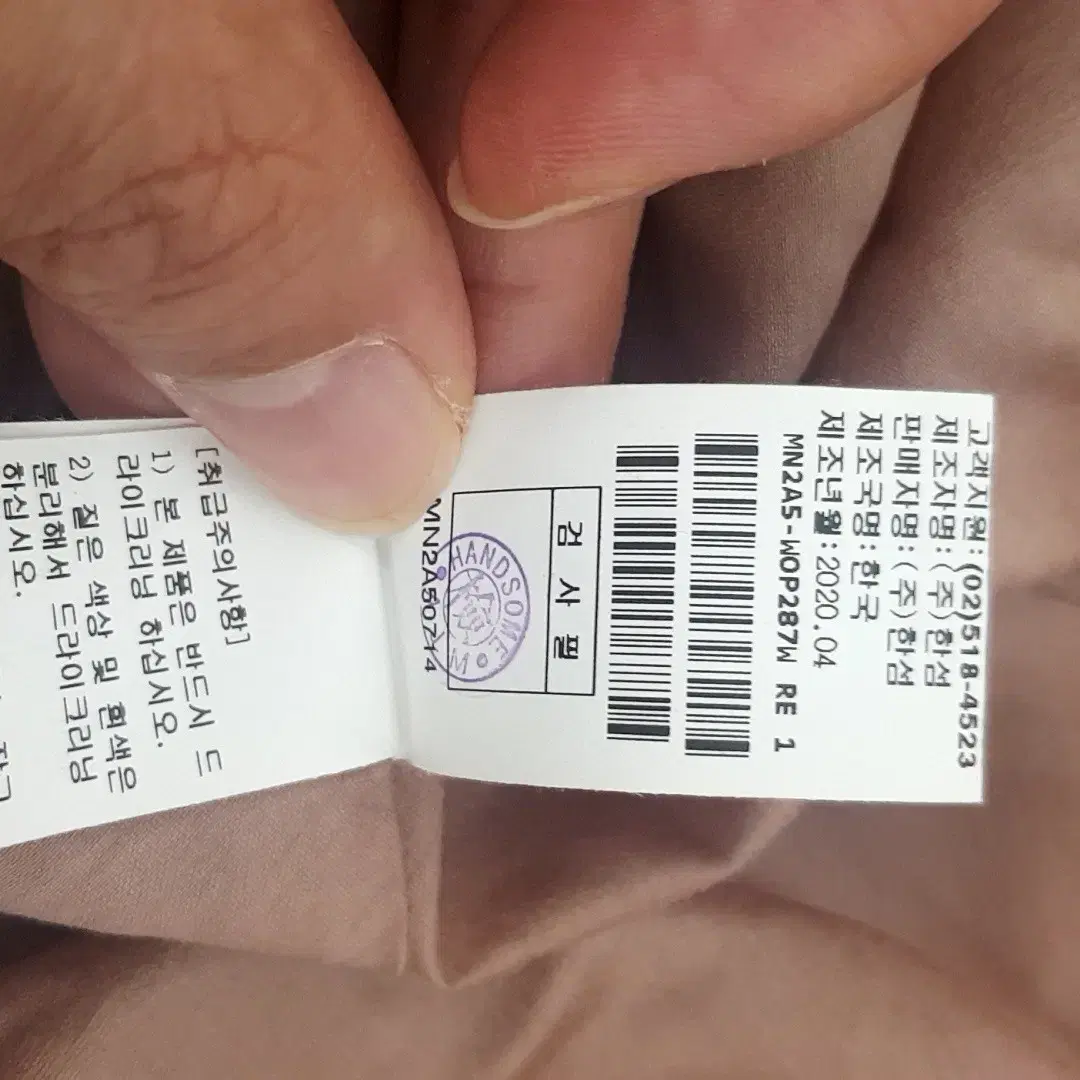 고객지원:(02)518-4523
제조자명:(주)한섬
판매자명:(주)한섬
제조국명:한국
제조년월:2020.04
MN2A5-WOP287W RE 1
검 사 필
HANDSOME
[취급주의사항]
1) 본 제품은 반드시 드
라이크리닝 하십시오.
2) 짙은 색상 및 흰색은
분리해서 드라이크리닝
하십시오.